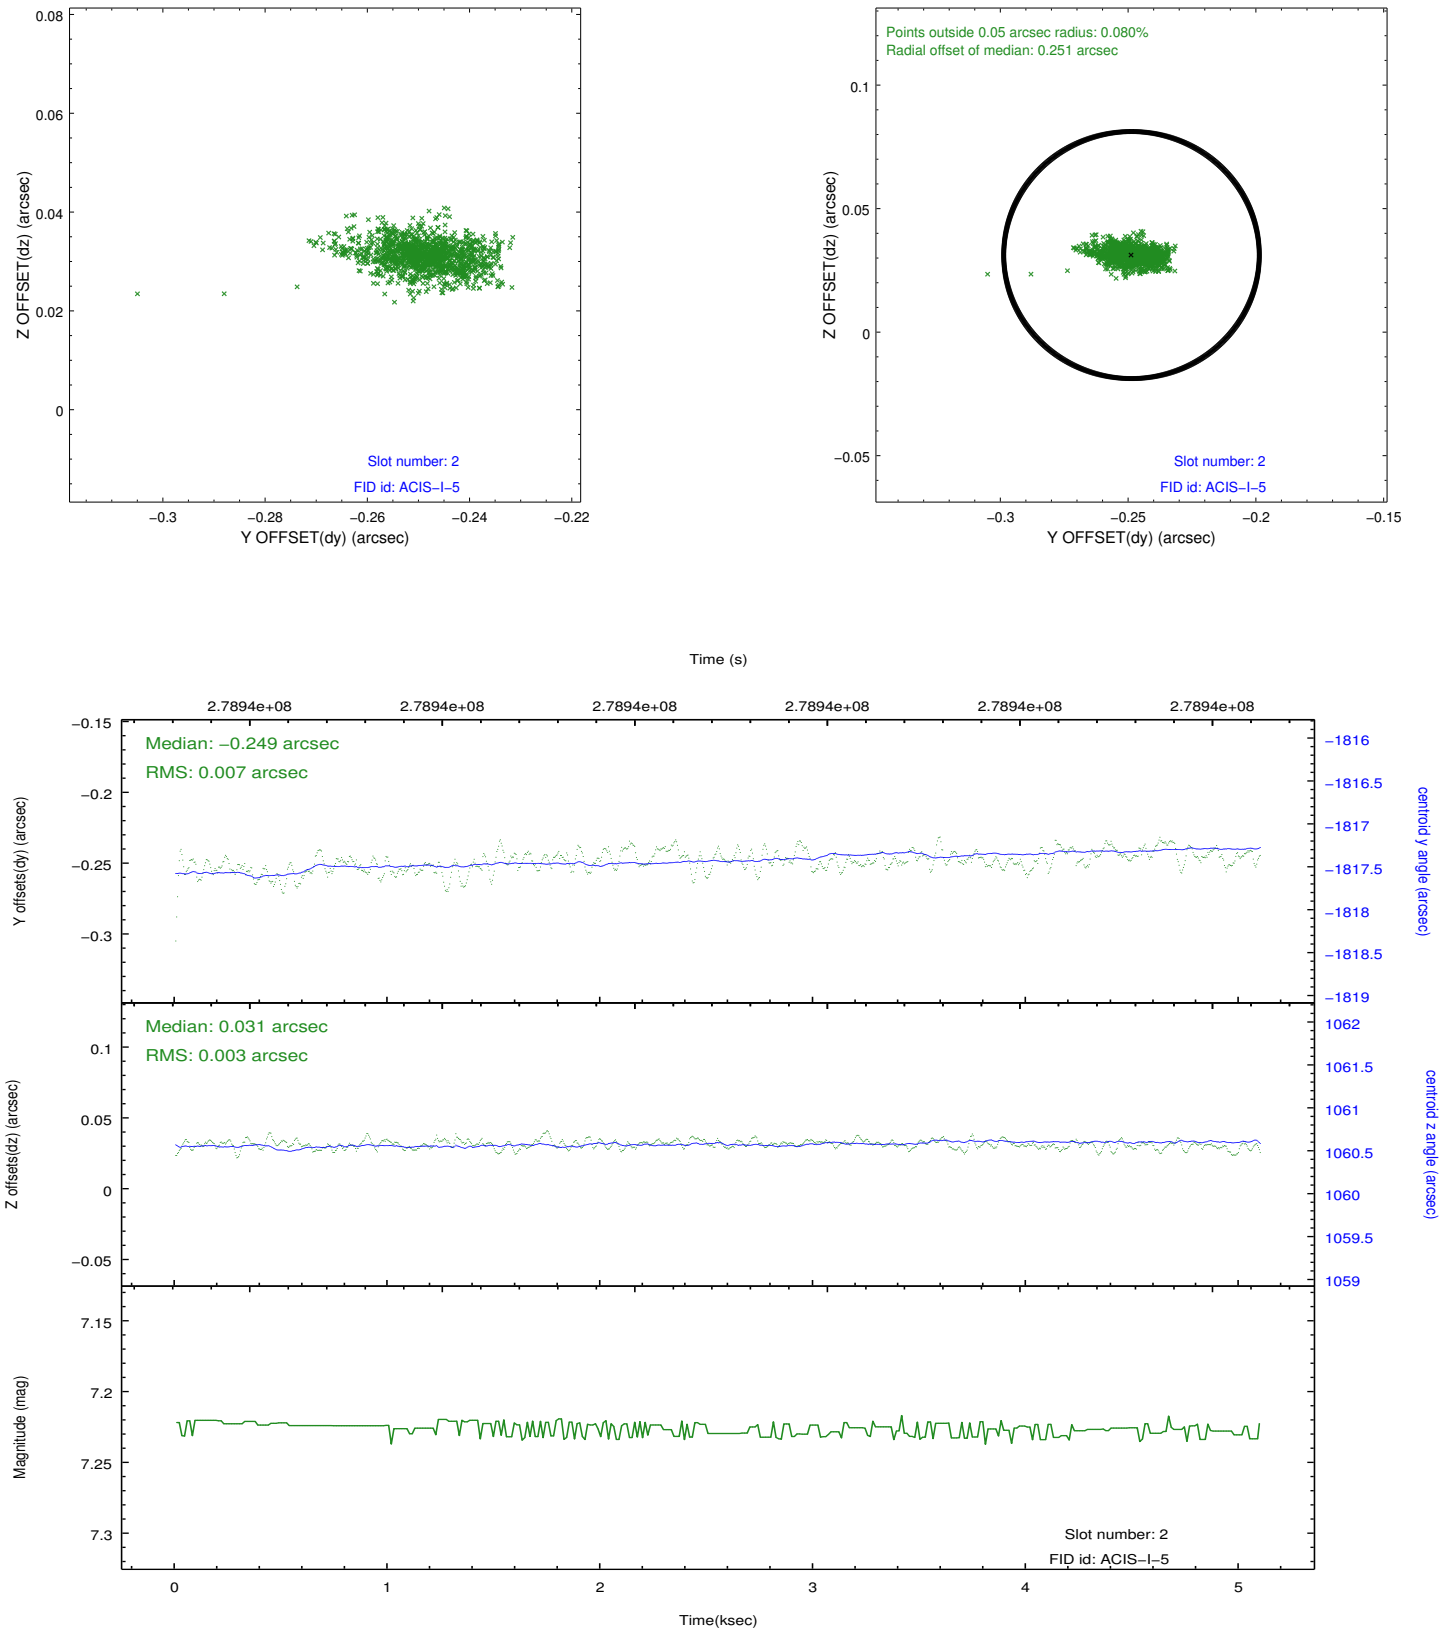 0.08
0.06
0.04
0.02
0
Z OFFSET(dz) (arcsec)
Slot number: 2
FID id: ACIS−I−5
−0.3 −0.28 −0.26 −0.24 −0.22
Y OFFSET(dy) (arcsec)
Points outside 0.05 arcsec radius: 0.080%
Radial offset of median: 0.251 arcsec
0.1
0.05
0
−0.05
Z OFFSET(dz) (arcsec)
Slot number: 2
FID id: ACIS−I−5
−0.3 −0.25 −0.2 −0.15
Y OFFSET(dy) (arcsec)
Time (s)
2.7894e+08 2.7894e+08 2.7894e+08 2.7894e+08 2.7894e+08 2.7894e+08
Median: −0.249 arcsec
RMS: 0.007 arcsec
−0.15
−0.2
−0.25
−0.3
Y offsets(dy) (arcsec)
−1816
−1816.5
−1817
−1817.5
−1818
−1818.5
−1819
centroid y angle (arcsec)
Median: 0.031 arcsec
RMS: 0.003 arcsec
0.1
0.05
0
−0.05
Z offsets(dz) (arcsec)
1062
1061.5
1061
1060.5
1060
1059.5
1059
centroid z angle (arcsec)
7.15
7.2
7.25
7.3
Magnitude (mag)
Slot number: 2
FID id: ACIS−I−5
0 1 2 3 4 5
Time(ksec)